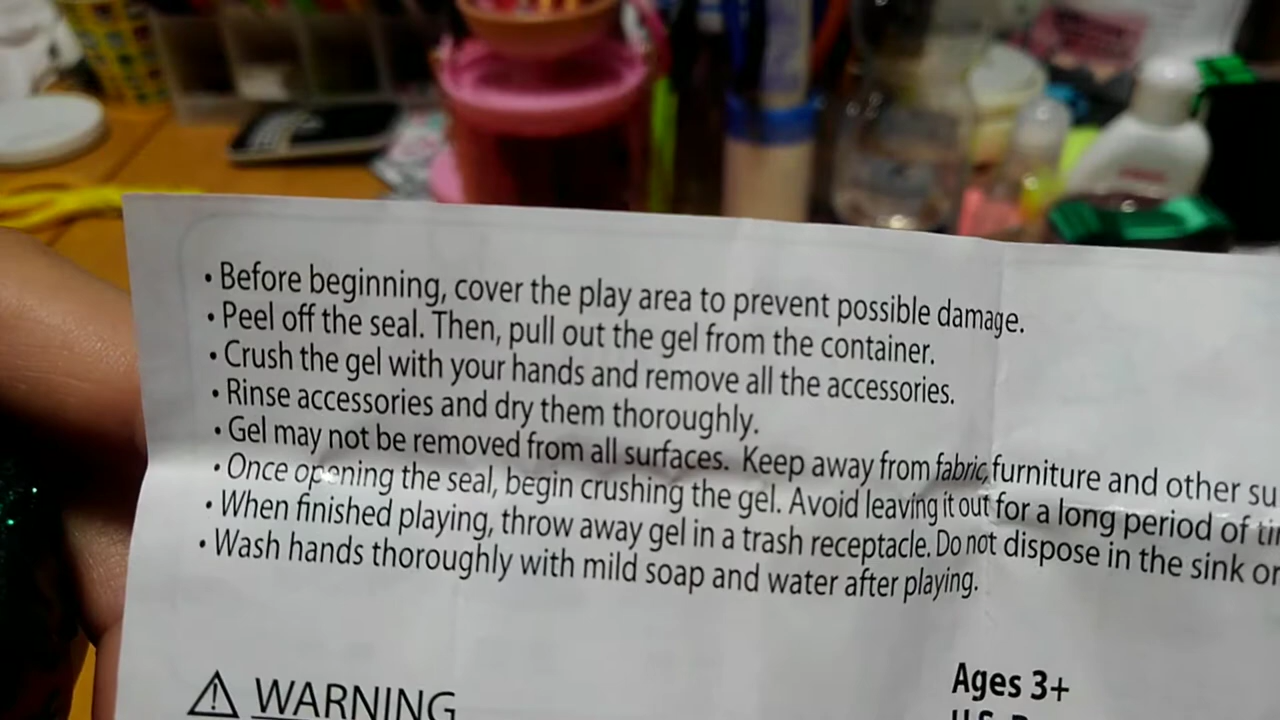 • Before beginning, cover the play area to prevent possible damage.
• Peel off the seal. Then, pull out the gel from the container.
• Crush the gel with your hands and remove all the accessories.
• Rinse accessories and dry them thoroughly.
• Gel may not be removed from all surfaces. Keep away from fabric, furniture and other su
• Once opening the seal, begin crushing the gel. Avoid leaving it out for a long period of
• When finished playing, throw away gel in a trash receptacle. Do not dispose in the sink or
• Wash hands thoroughly with mild soap and water after playing.
WARNING
Ages 3+